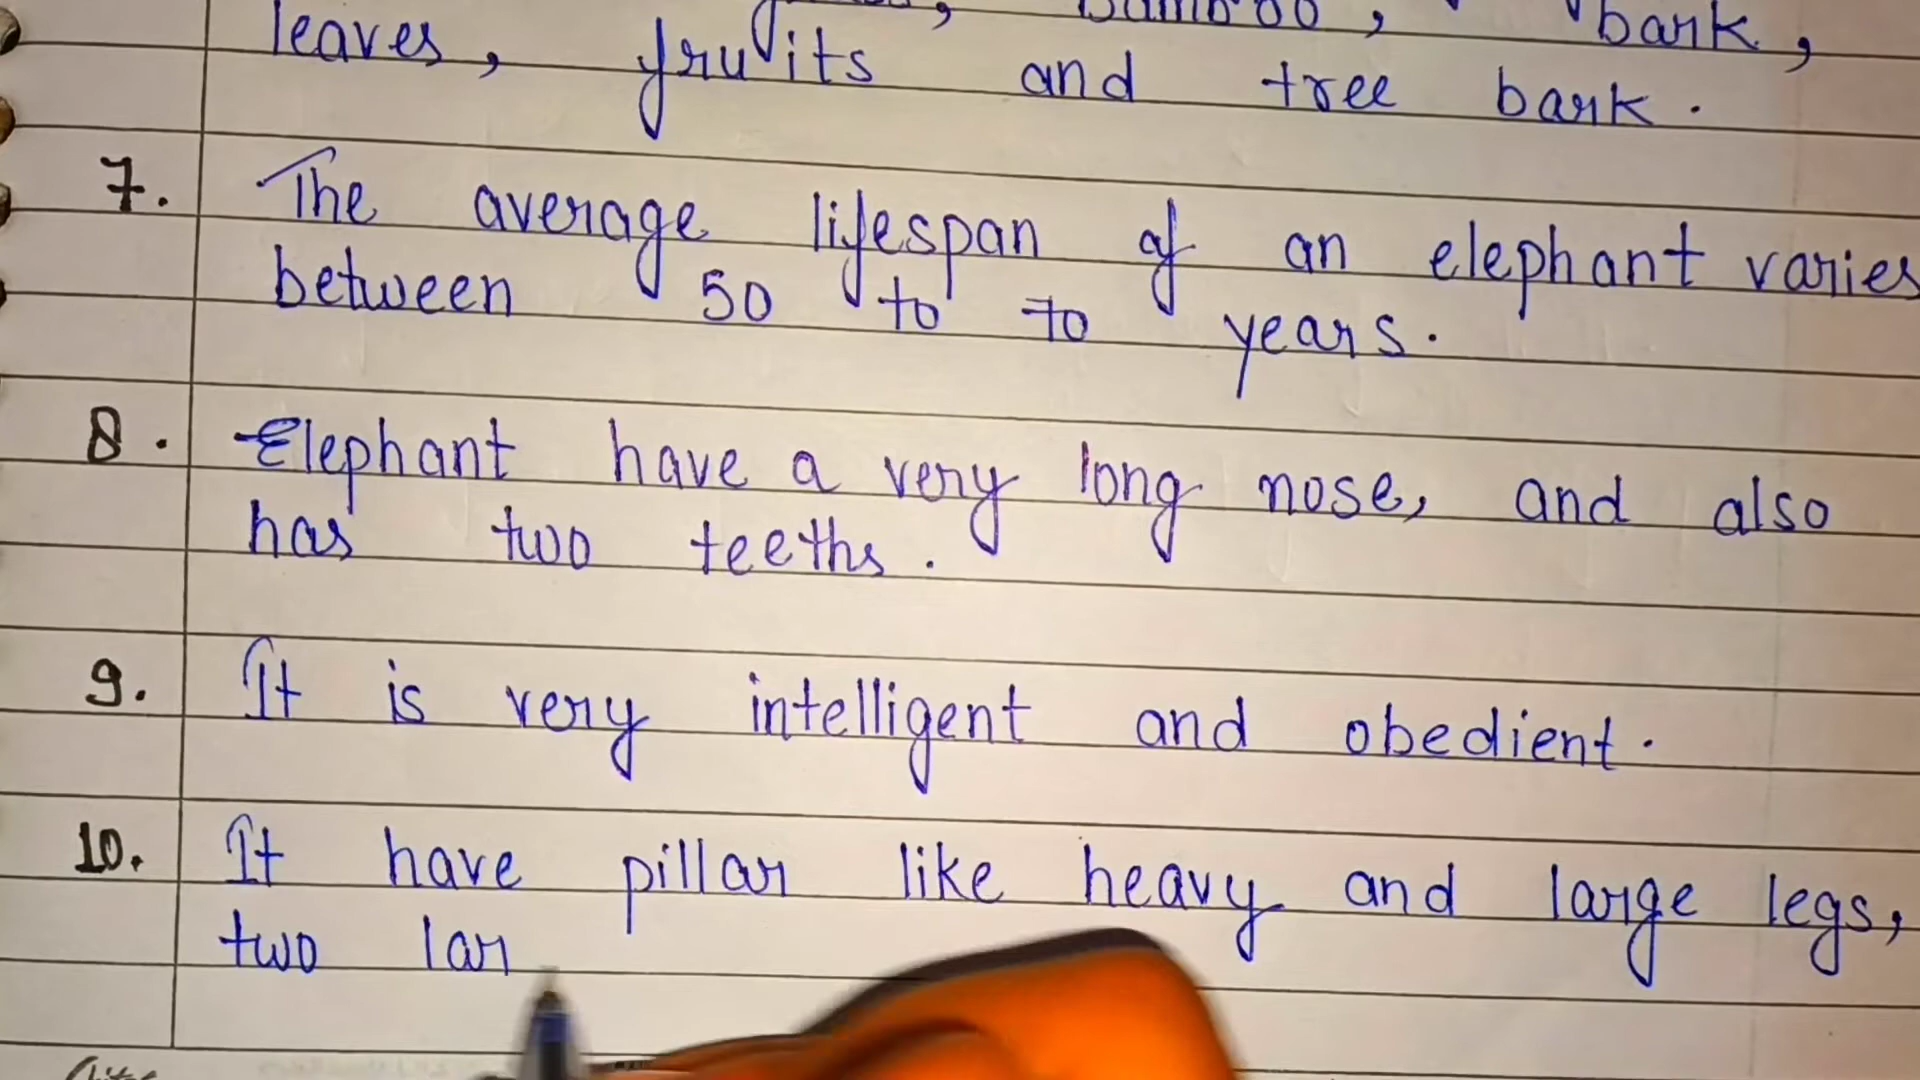 bamboo, bark,
leaves, fruits and tree bark.
7. The average lifespan of an elephant varies
between 50 to 70 years.
8. Elephant have a very long nose, and also
has two teeths.
9. It is very intelligent and obedient.
10. It have pillar like heavy and large legs,
two lar